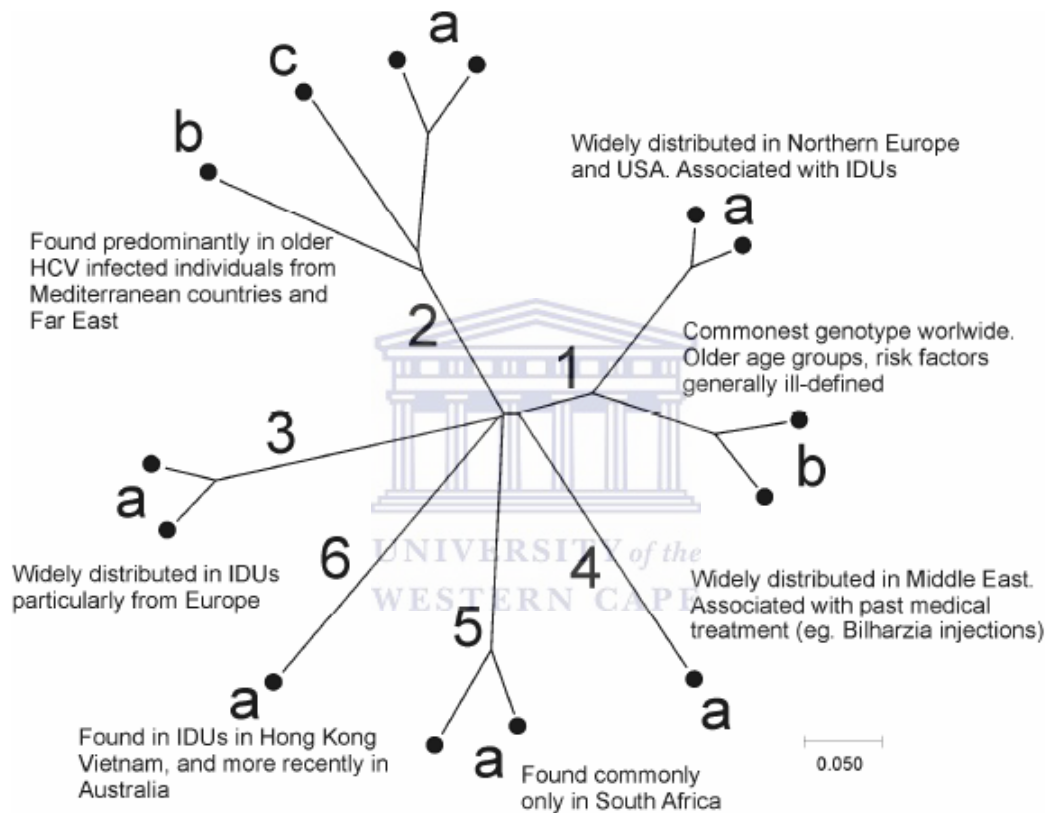 a
c
b
Widely distributed in Northern Europe
and USA. Associated with IDUs
a
Found predominantly in older
HCV infected individuals from
Mediterranean countries and
Far East
2
1
Commonest genotype worlwide.
Older age groups, risk factors
generally ill-defined
b
3
a
Widely distributed in IDUs
particularly from Europe
6
UNIVERSITY of the
WESTERN CAPE
4
5
Widely distributed in Middle East.
Associated with past medical
treatment (eg. Bilharzia injections)
a
Found in IDUs in Hong Kong
Vietnam, and more recently in
Australia
a
Found commonly
only in South Africa
a
0.050